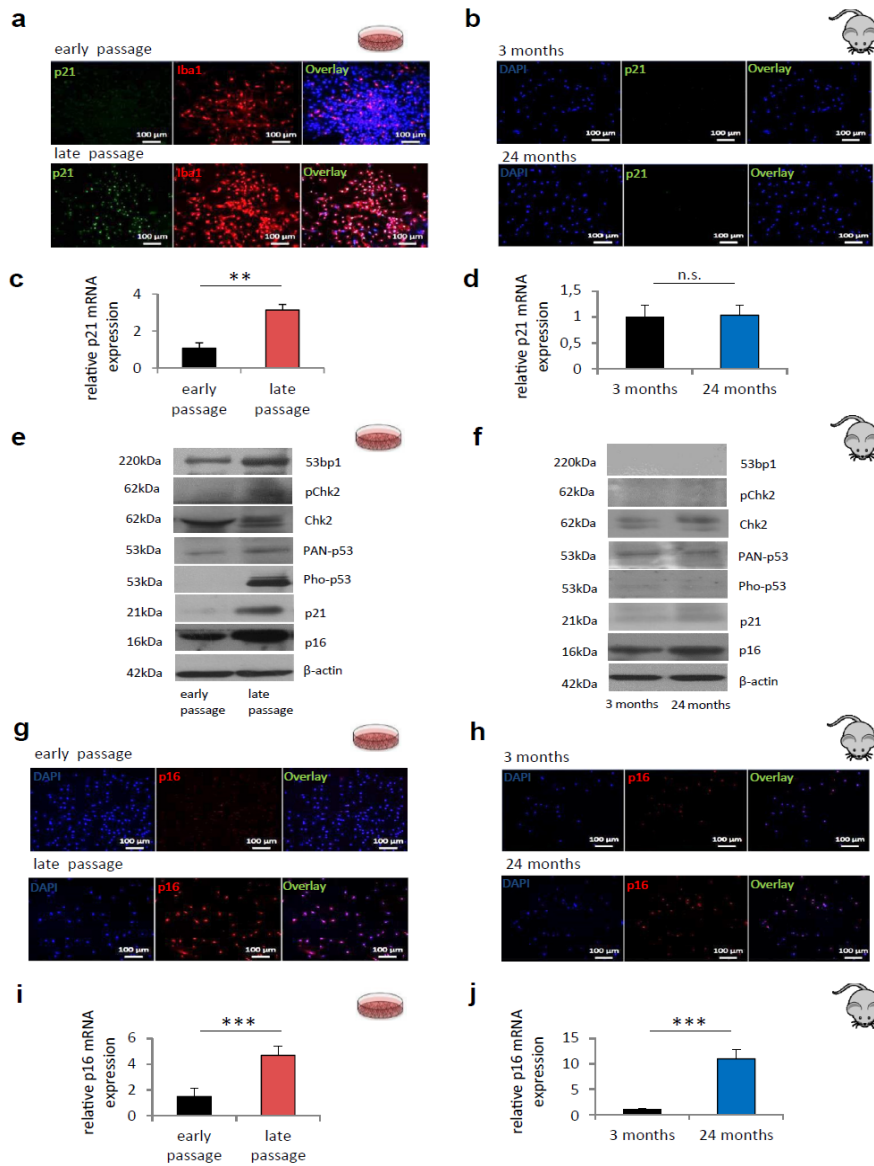 a
early passage
p21 Iba1 Overlay
100 µm 100 µm 100 µm
late passage
p21 Iba1 Overlay
100 µm 100 µm 100 µm
b
3 months
DAPI p21 Overlay
100 µm 100 µm 100 µm
24 months
DAPI p21 Overlay
100 µm 100 µm 100 µm
c
relative p21 mRNA
expression
4
2
0
**
early
passage
late
passage
d
relative p21 mRNA
expression
1,5
1
0,5
0
n.s.
3 months 24 months
e
220kDa 53bp1
62kDa pChk2
62kDa Chk2
53kDa PAN-p53
53kDa Pho-p53
21kDa p21
16kDa p16
42kDa β-actin
early
passage
late
passage
f
220kDa 53bp1
62kDa pChk2
62kDa Chk2
53kDa PAN-p53
53kDa Pho-p53
21kDa p21
16kDa p16
42kDa β-actin
3 months 24 months
g
early passage
DAPI p16 Overlay
100 µm 100 µm 100 µm
late passage
DAPI p16 Overlay
100 µm 100 µm 100 µm
h
3 months
DAPI p16 Overlay
100 µm 100 µm 100 µm
24 months
DAPI p16 Overlay
100 µm 100 µm 100 µm
i
relative p16 mRNA
expression
6
4
2
0
***
early
passage
late
passage
j
relative p16 mRNA
expression
15
10
5
0
***
3 months 24 months